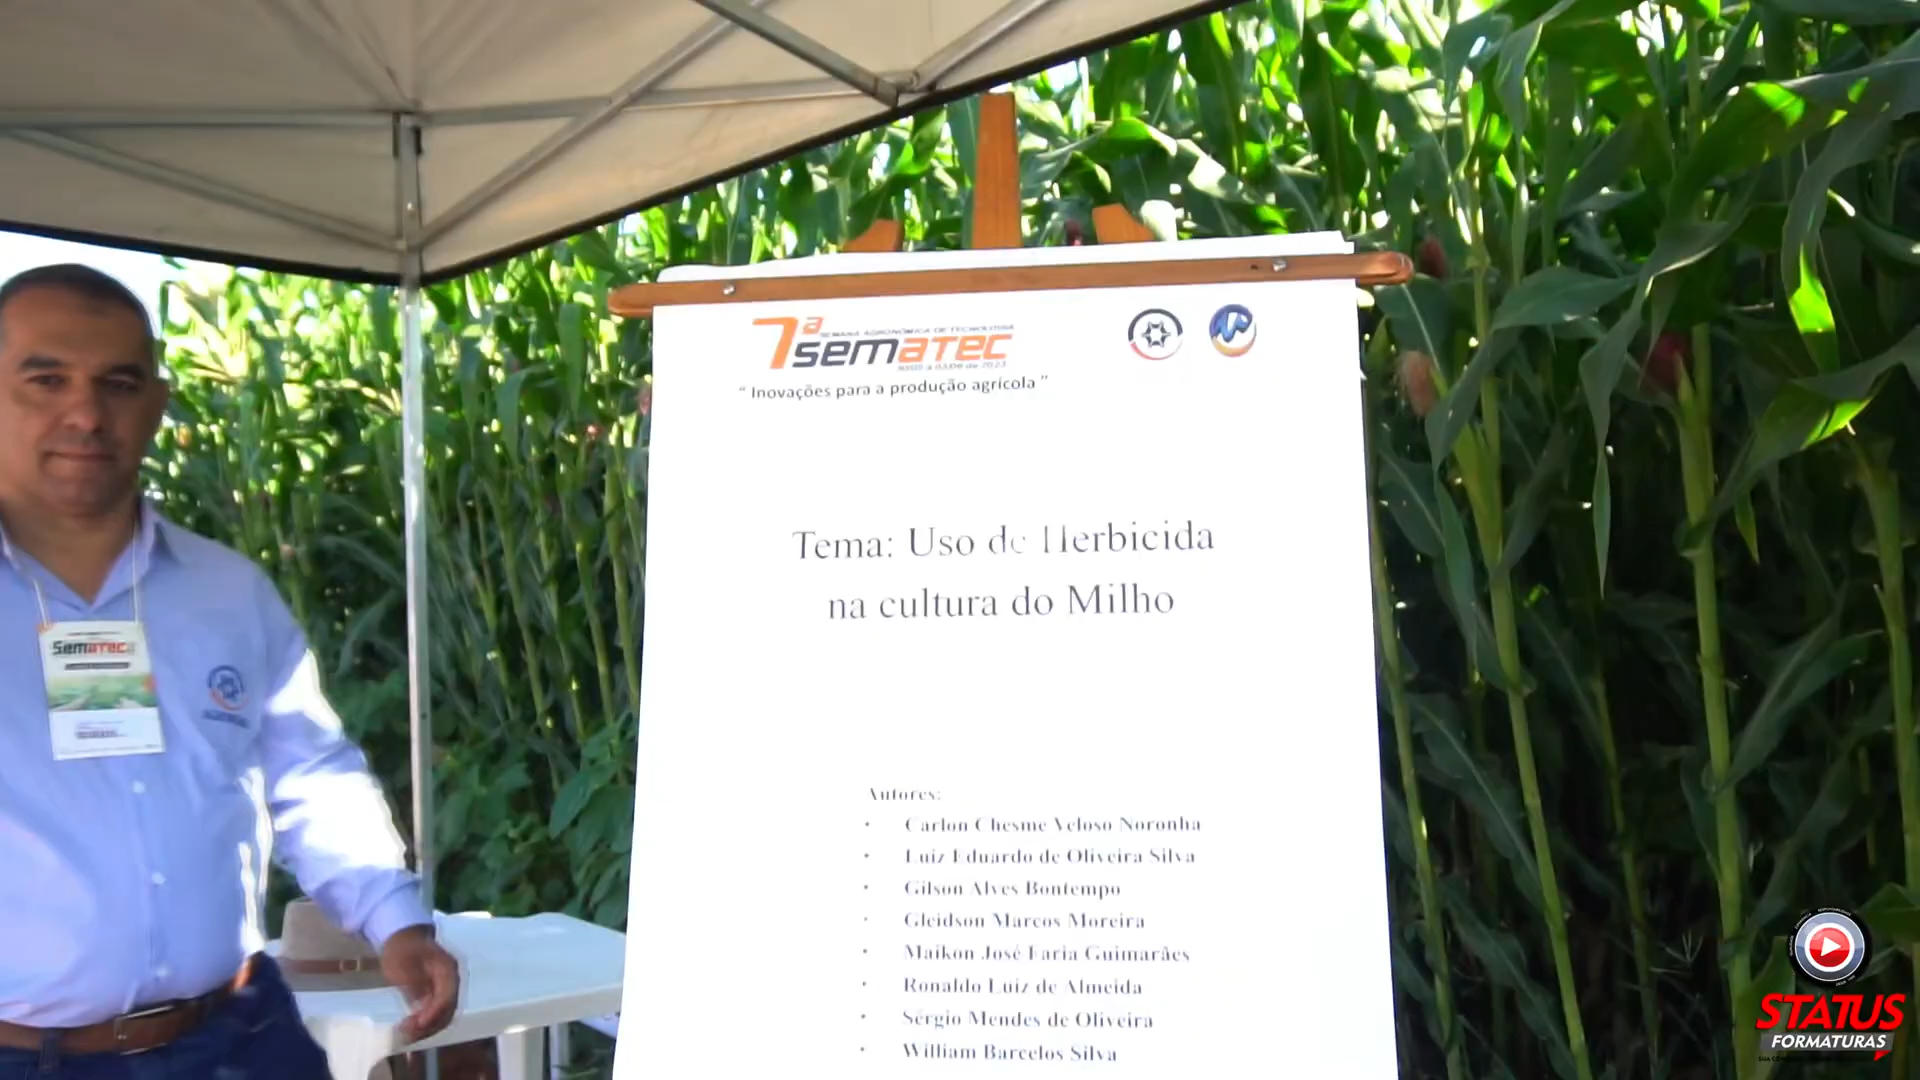 7ª SEMANA AGRONÔMICA DE TECNOLOGIA
sematec
" Inovações para a produção agrícola "
Tema: Uso de Herbicida
na cultura do Milho
Autores:
• Carlon Chesme Veloso Noronha
• Luiz Eduardo de Oliveira Silva
• Gilson Alves Bontempo
• Gleidson Marcos Moreira
• Maikon José Faria Guimarães
• Ronaldo Luiz de Almeida
• Sérgio Mendes de Oliveira
• William Barcelos Silva
sematec
STATUS
FORMATURAS